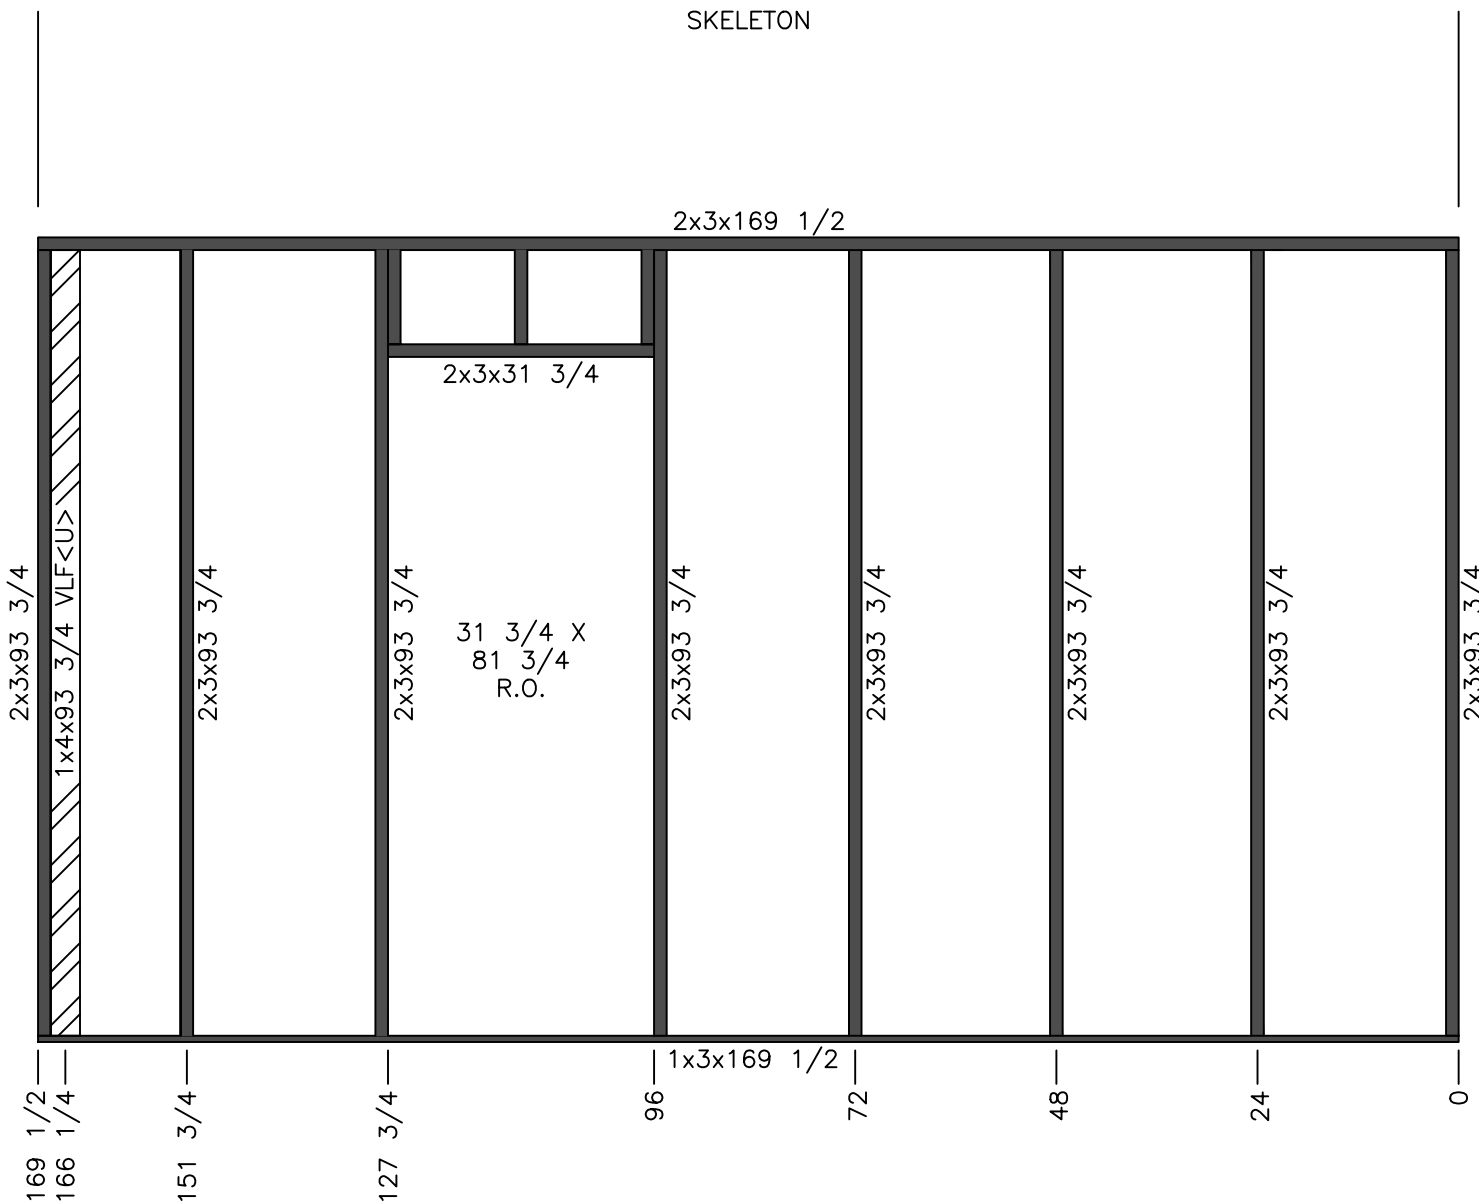 SKELETON
2x3x169 1/2
2x3x31 3/4
2x3x93 3/4
1x4x93 3/4 VLF<U>
2x3x93 3/4
2x3x93 3/4
31 3/4 X
81 3/4
R.O.
2x3x93 3/4
2x3x93 3/4
2x3x93 3/4
2x3x93 3/4
2x3x93 3/4
1x3x169 1/2
169 1/2
166 1/4
151 3/4
127 3/4
96
72
48
24
0